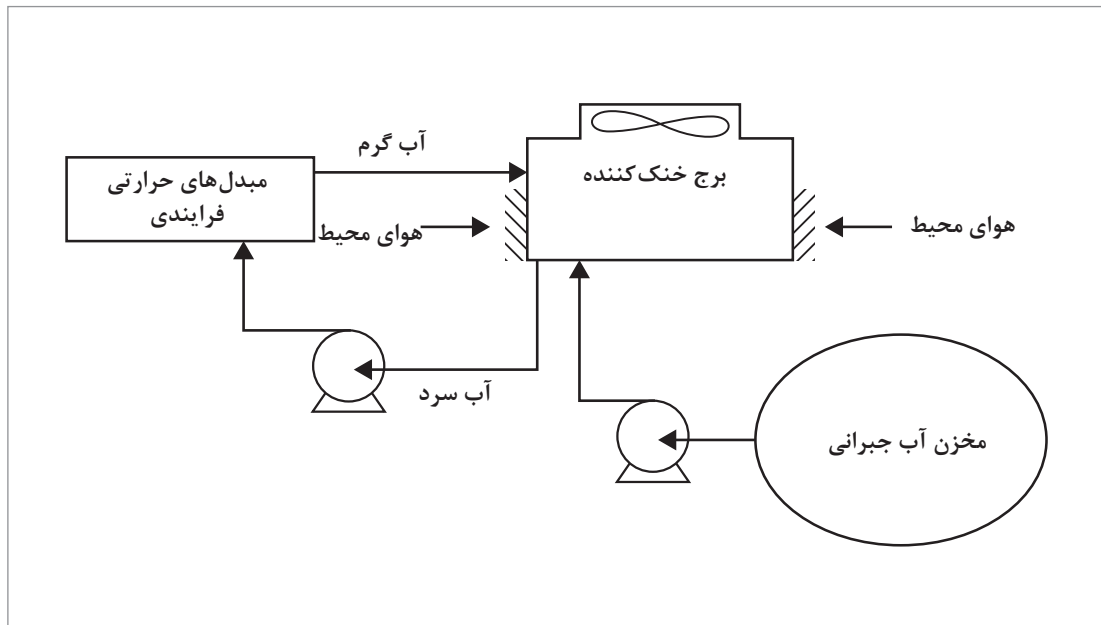 آب گرم
برج خنک‌کننده
مبدل‌های حرارتی
فرایندی
هوای محیط
هوای محیط
آب سرد
مخزن آب جبرانی